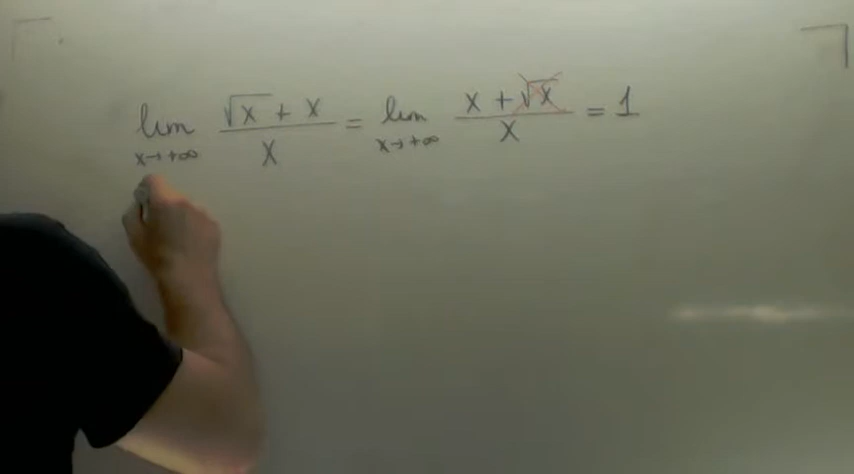 lim x→+∞ (√x + x)/x = lim x→+∞ (x + √x)/x = 1